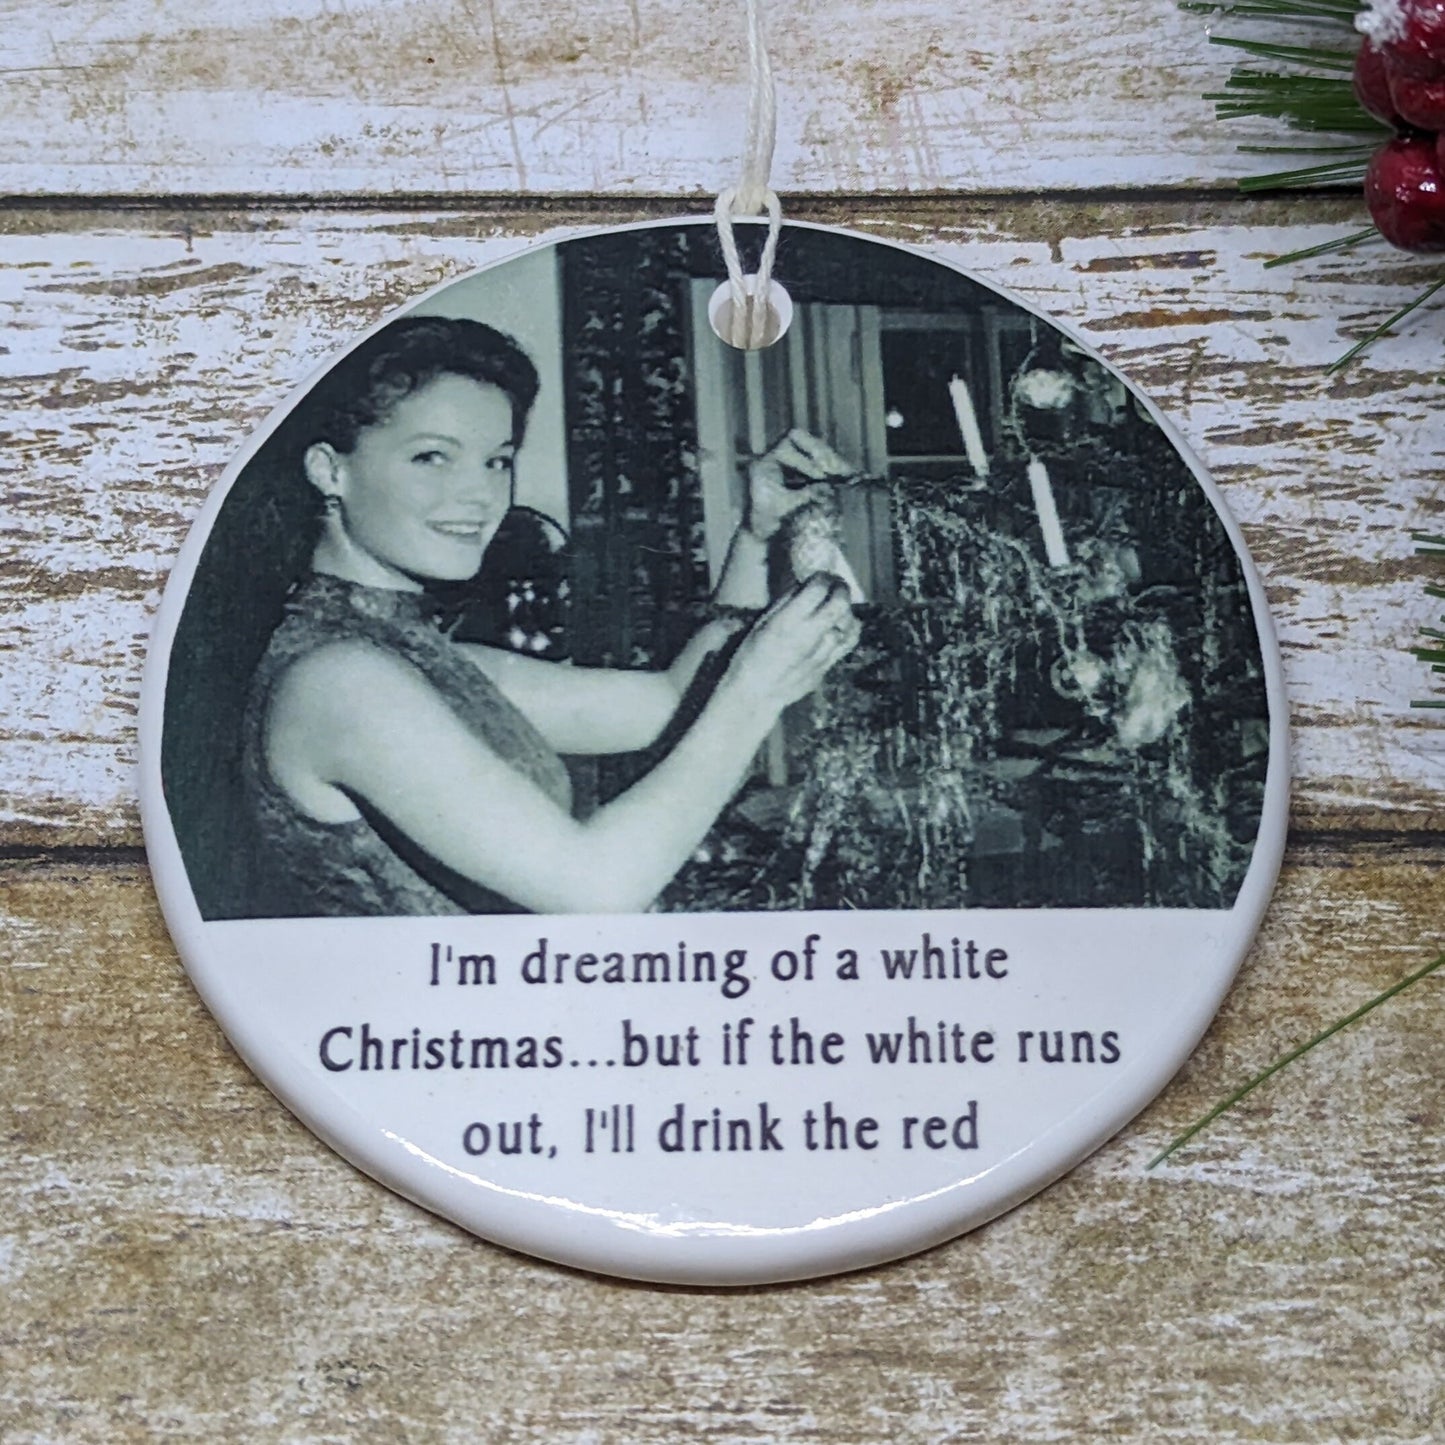 I'm dreaming of a white
Christmas...but if the white runs
out, I'll drink the red